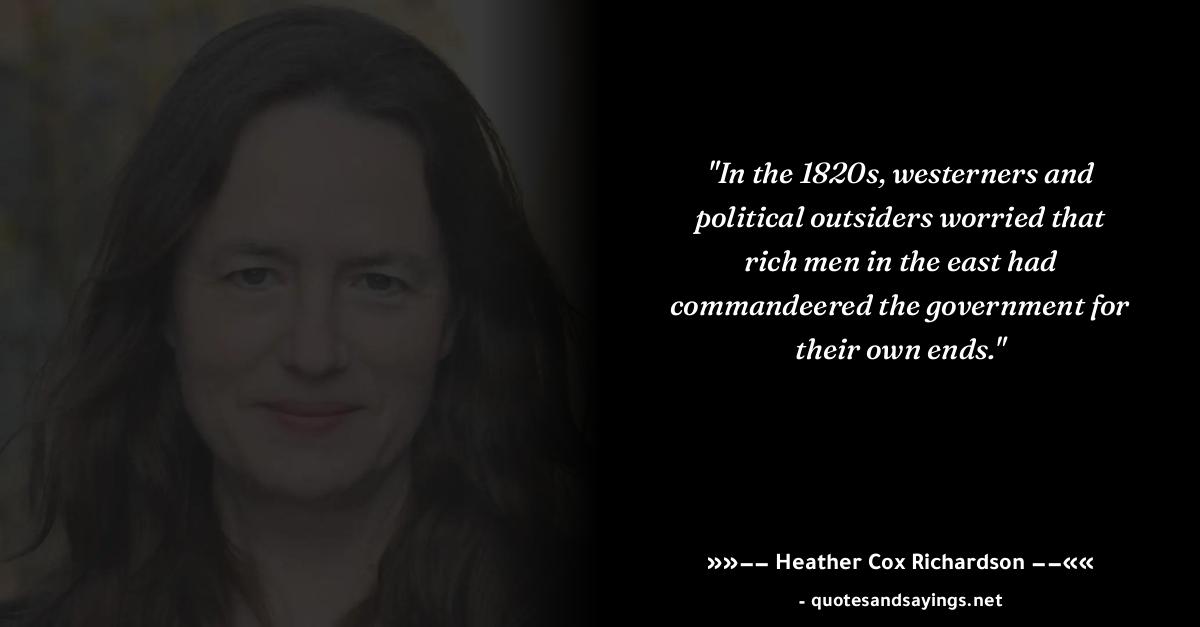 "In the 1820s, westerners and
political outsiders worried that
rich men in the east had
commandeered the government for
their own ends."
»»−− Heather Cox Richardson −−««
- quotesandsayings.net